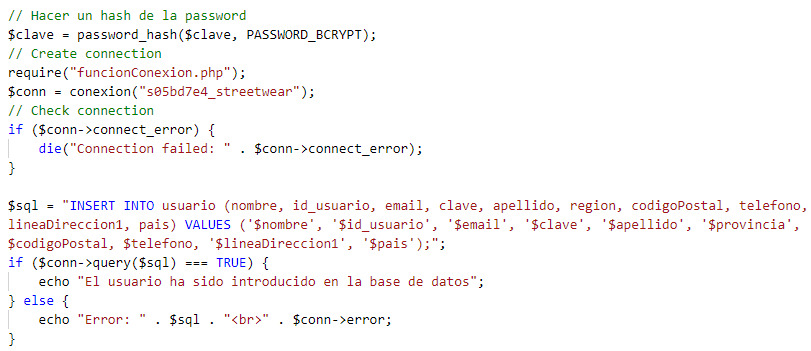 // Hacer un hash de la password
$clave = password_hash($clave, PASSWORD_BCRYPT);
// Create connection
require("funcionConexion.php");
$conn = conexion("s05bd7e4_streetwear");
// Check connection
if ($conn->connect_error) {
    die("Connection failed: " . $conn->connect_error);
}

$sql = "INSERT INTO usuario (nombre, id_usuario, email, clave, apellido, region, codigoPostal, telefono,
lineaDireccion1, pais) VALUES ('$nombre', '$id_usuario', '$email', '$clave', '$apellido', '$provincia',
$codigoPostal, $telefono, '$lineaDireccion1', '$pais');";
if ($conn->query($sql) === TRUE) {
    echo "El usuario ha sido introducido en la base de datos";
} else {
    echo "Error: " . $sql . "<br>" . $conn->error;
}